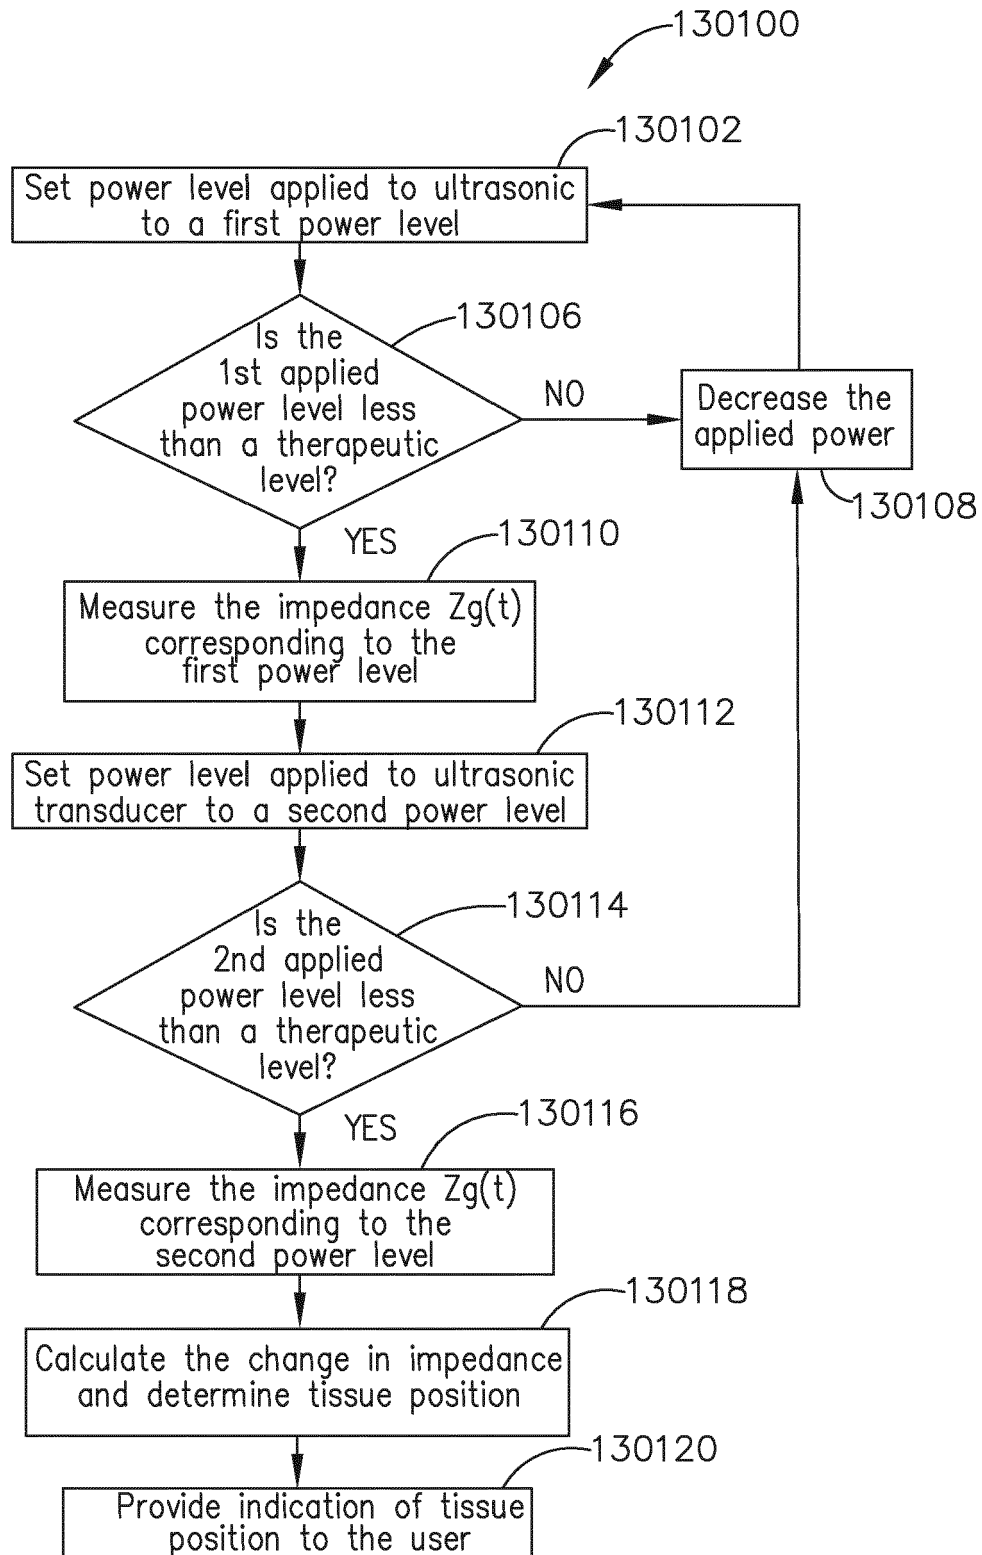 130100
130102
Set power level applied to ultrasonic
to a first power level
130106
Is the
1st applied
power level less
than a therapeutic
level?
NO
Decrease the
applied power
130108
YES
130110
Measure the impedance Zg(t)
corresponding to the
first power level
130112
Set power level applied to ultrasonic
transducer to a second power level
130114
Is the
2nd applied
power level less
than a therapeutic
level?
NO
YES
130116
Measure the impedance Zg(t)
corresponding to the
second power level
130118
Calculate the change in impedance
and determine tissue position
130120
Provide indication of tissue
position to the user